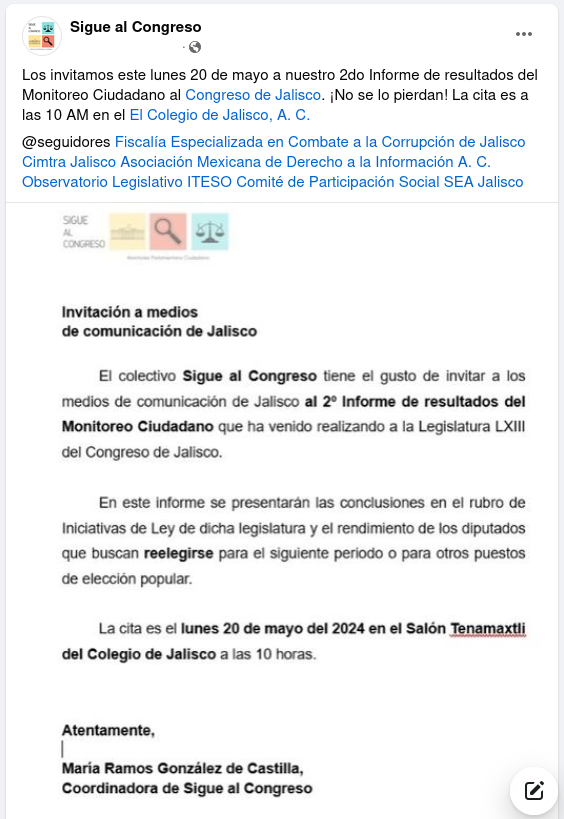 Sigue al Congreso
Los invitamos este lunes 20 de mayo a nuestro 2do Informe de resultados del
Monitoreo Ciudadano al Congreso de Jalisco. ¡No se lo pierdan! La cita es a
las 10 AM en el El Colegio de Jalisco, A. C.
@seguidores Fiscalía Especializada en Combate a la Corrupción de Jalisco
Cimtra Jalisco Asociación Mexicana de Derecho a la Información A. C.
Observatorio Legislativo ITESO Comité de Participación Social SEA Jalisco
SIGUE
AL
CONGRESO
Invitación a medios
de comunicación de Jalisco
El colectivo Sigue al Congreso tiene el gusto de invitar a los
medios de comunicación de Jalisco al 2º Informe de resultados del
Monitoreo Ciudadano que ha venido realizando a la Legislatura LXIII
del Congreso de Jalisco.
En este informe se presentarán las conclusiones en el rubro de
Iniciativas de Ley de dicha legislatura y el rendimiento de los diputados
que buscan reelegirse para el siguiente periodo o para otros puestos
de elección popular.
La cita es el lunes 20 de mayo del 2024 en el Salón Tenamaxtli
del Colegio de Jalisco a las 10 horas.
Atentamente,
María Ramos González de Castilla,
Coordinadora de Sigue al Congreso